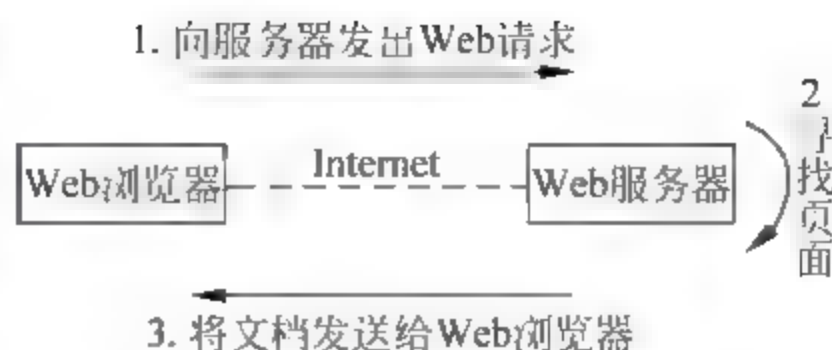 1. 向服务器发出Web请求
Web浏览器
Internet
Web服务器
2
找
页
面
3. 将文档发送给Web浏览器